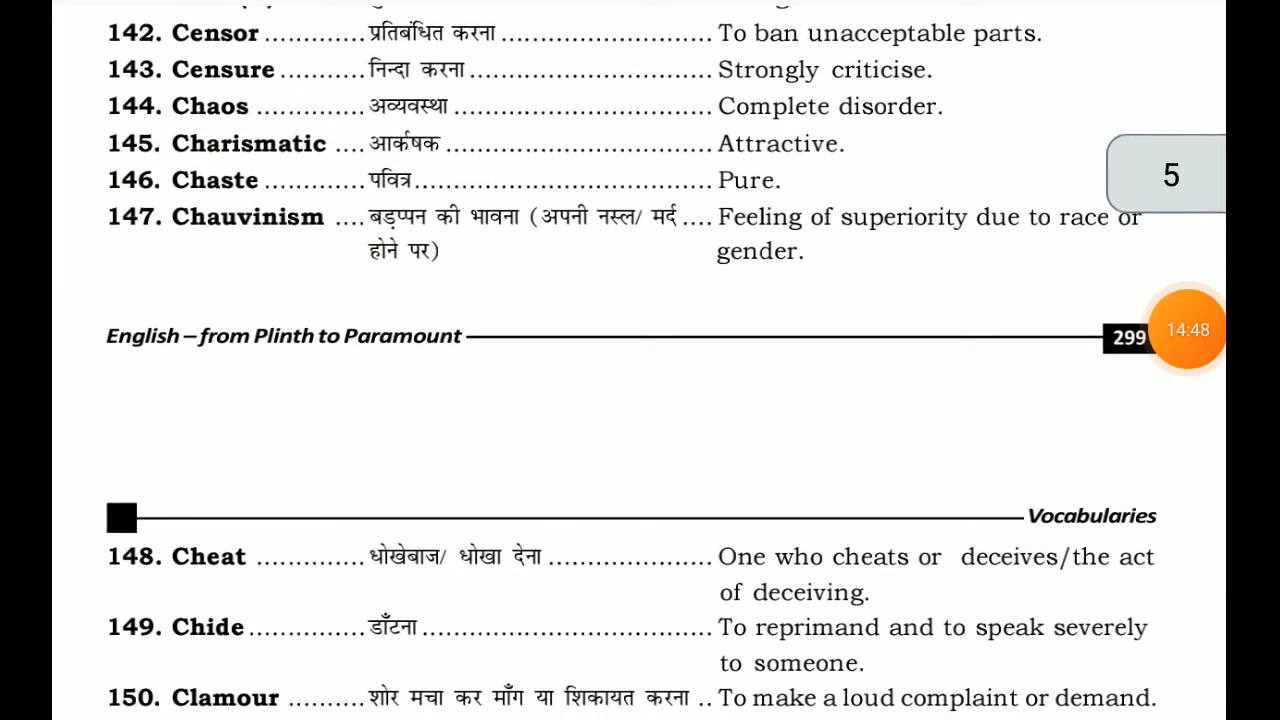 142. Censor .............प्रतिबंधित करना ........................... To ban unacceptable parts.
143. Censure ...........निन्दा करना ............................... Strongly criticise.
144. Chaos ..............अव्यवस्था ................................. Complete disorder.
145. Charismatic ....आर्कषक .................................. Attractive.
146. Chaste .............पवित्र...................................... Pure.
147. Chauvinism ....बड़प्पन की भावना (अपनी नस्ल/ मर्द .... Feeling of superiority due to race or
होने पर) gender.
5
14:48
English – from Plinth to Paramount 299
Vocabularies
148. Cheat ..............धोखेबाज/ धोखा देना ..................... One who cheats or deceives/the act
of deceiving.
149. Chide ...............डाँटना ..................................... To reprimand and to speak severely
to someone.
150. Clamour ..........शोर मचा कर माँग या शिकायत करना .. To make a loud complaint or demand.